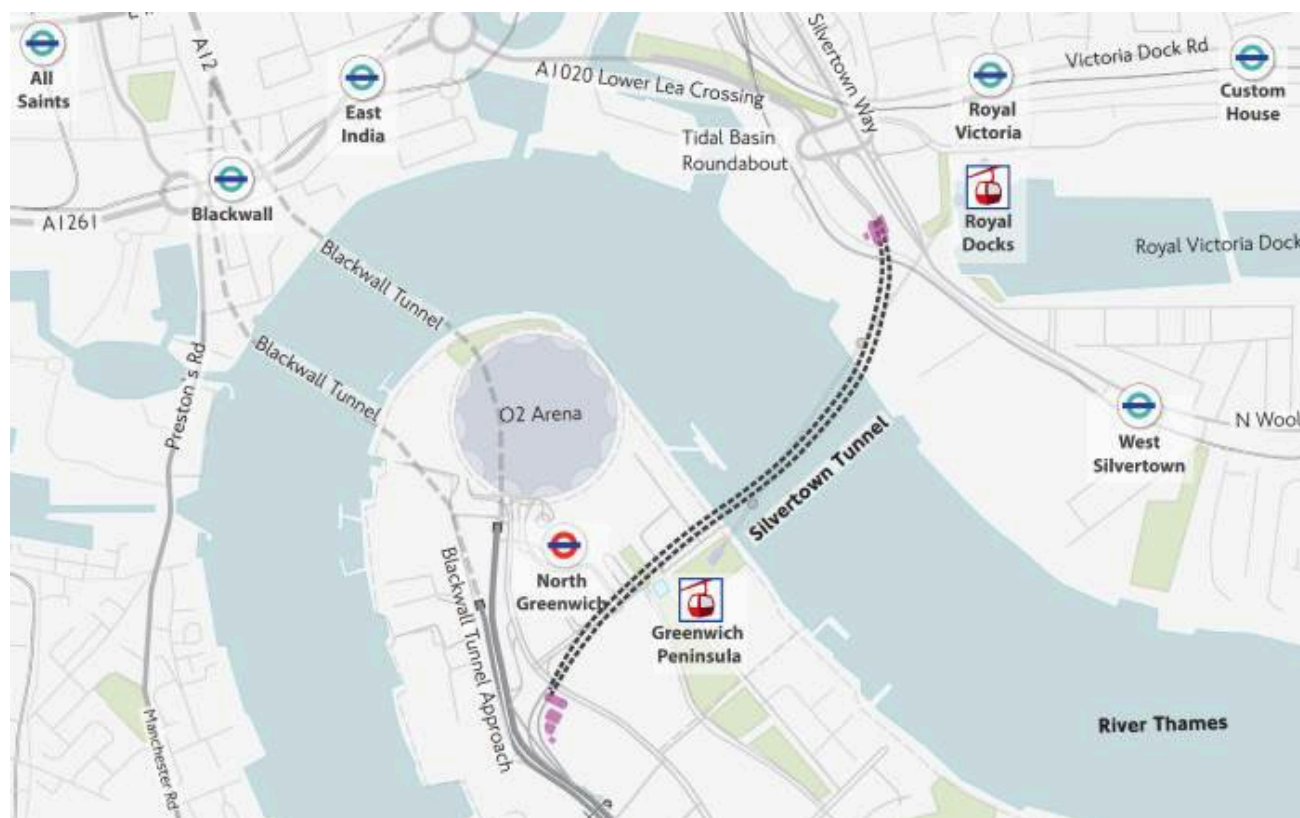 A12
All
Saints
East
India
A1020 Lower Lea Crossing
Silvertown Way
Victoria Dock Rd
Royal
Victoria
Custom
House
Tidal Basin
Roundabout
Blackwall
A1261
Royal
Docks
Royal Victoria Dock
Blackwall Tunnel
Blackwall Tunnel
Preston's Rd
O2 Arena
West
Silvertown
N Wool
Silvertown Tunnel
North
Greenwich
Blackwall Tunnel Approach
Greenwich
Peninsula
Manchester Rd
River Thames